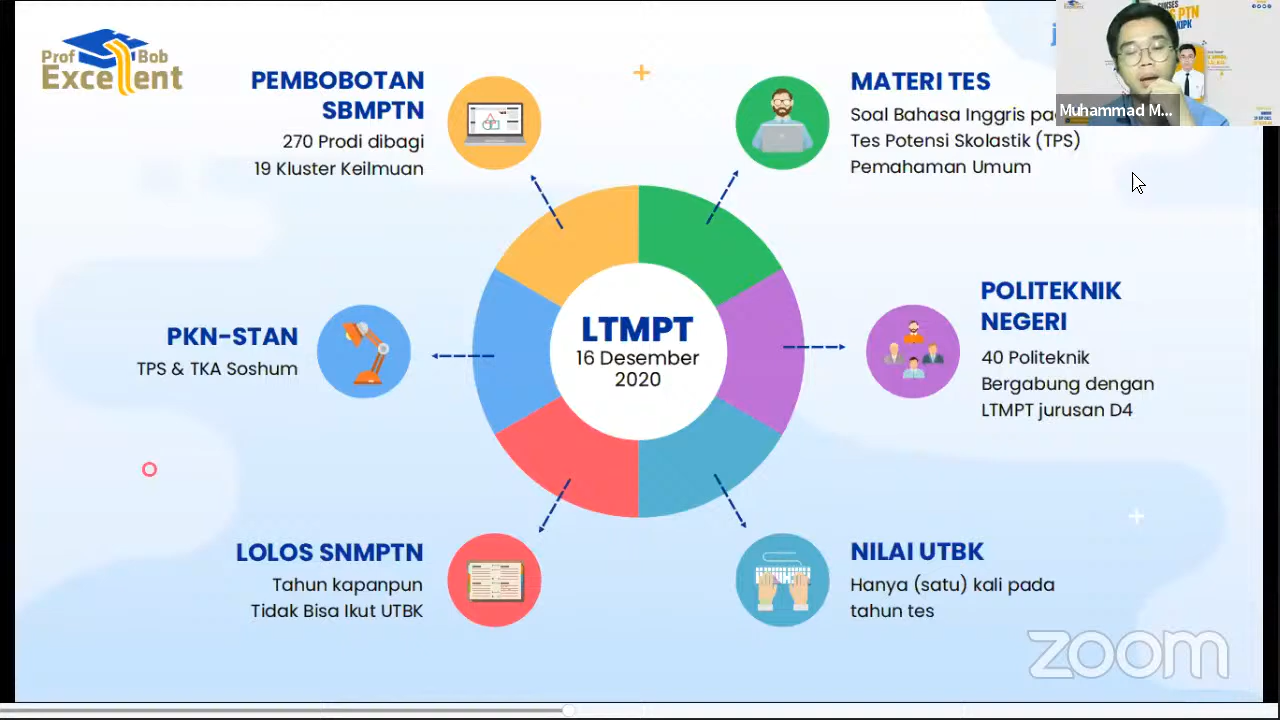 Prof Bob
Excellent
PEMBOBOTAN
SBMPTN
270 Prodi dibagi
19 Kluster Keilmuan
MATERI TES
Soal Bahasa Inggris
Tes Potensi Skolastik (TPS)
Pemahaman Umum
PTN
KIPK
Muhammad M...
PKN-STAN
TPS & TKA Soshum
LTMPT
16 Desember
2020
POLITEKNIK
NEGERI
40 Politeknik
Bergabung dengan
LTMPT jurusan D4
LOLOS SNMPTN
Tahun kapanpun
Tidak Bisa Ikut UTBK
NILAI UTBK
Hanya (satu) kali pada
tahun tes
zoom